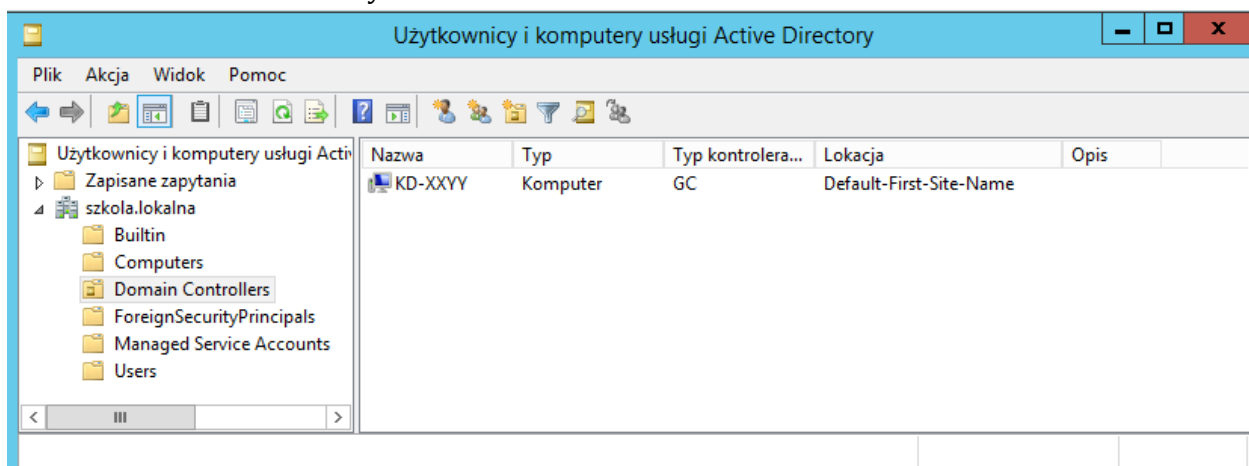 Użytkownicy i komputery usługi Active Directory
Plik Akcja Widok Pomoc
Użytkownicy i komputery usługi Activ
Zapisane zapytania
szkola.lokalna
Builtin
Computers
Domain Controllers
ForeignSecurityPrincipals
Managed Service Accounts
Users
Nazwa Typ Typ kontrolera... Lokacja Opis
KD-XXYY Komputer GC Default-First-Site-Name